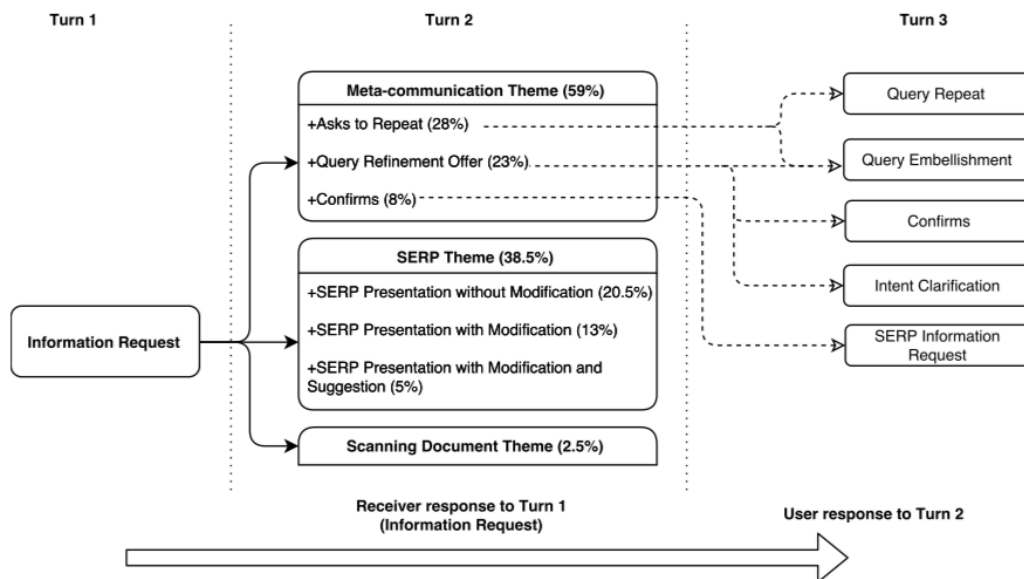 Turn 1
Turn 2
Turn 3
Information Request
Meta-communication Theme (59%)
+Asks to Repeat (28%)
+Query Refinement Offer (23%)
+Confirms (8%)
SERP Theme (38.5%)
+SERP Presentation without Modification (20.5%)
+SERP Presentation with Modification (13%)
+SERP Presentation with Modification and
Suggestion (5%)
Scanning Document Theme (2.5%)
Query Repeat
Query Embellishment
Confirms
Intent Clarification
SERP Information
Request
Receiver response to Turn 1
(Information Request)
User response to Turn 2